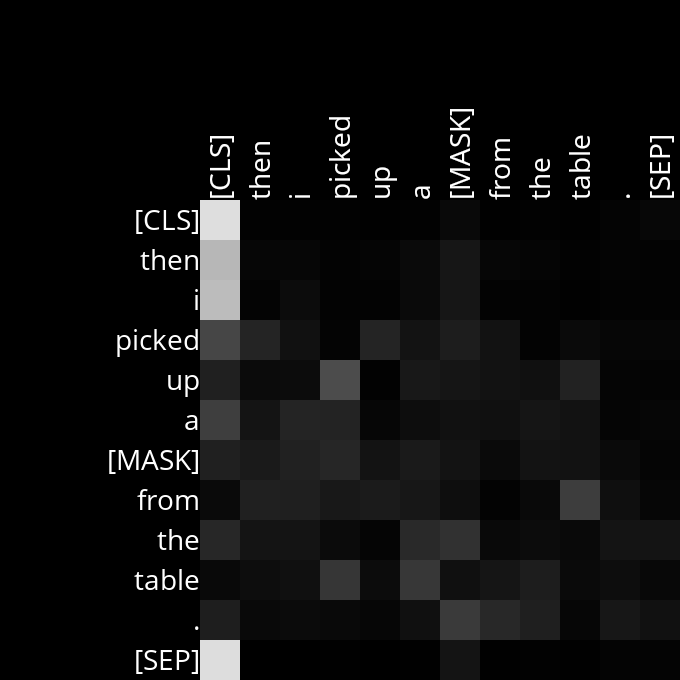 [CLS] then i picked up a [MASK] from the table . [SEP]
[CLS]
then
i
picked
up
a
[MASK]
from
the
table
.
[SEP]